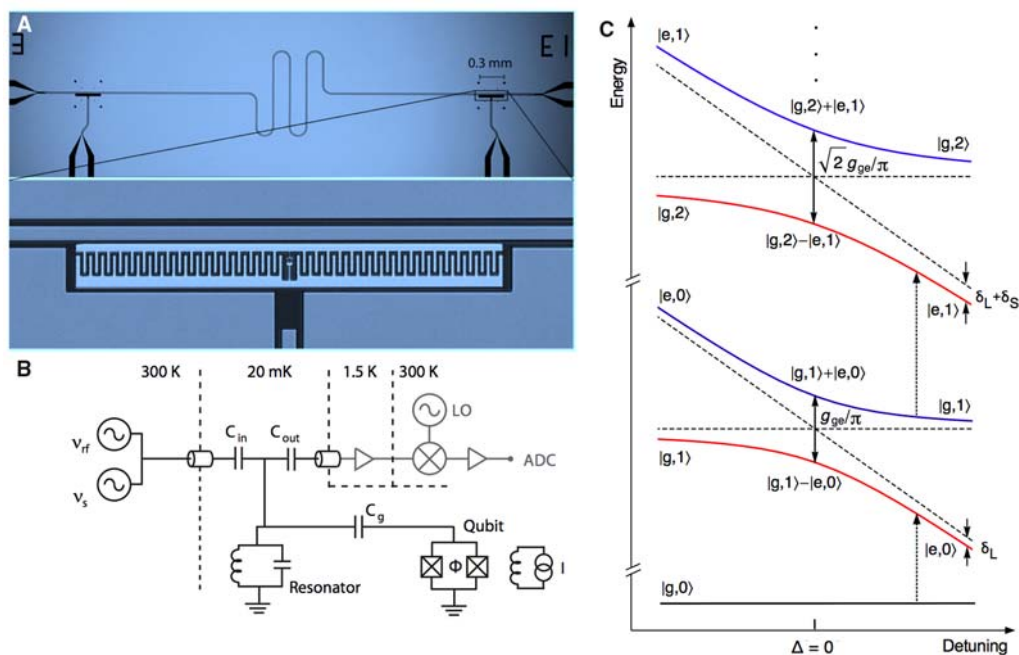 A
E
E I
0.3 mm
B
300 K
20 mK
1.5 K
300 K
LO
C_in
C_out
ν_rf
ν_s
ADC
C_g
Qubit
Φ
I
Resonator
C
Energy
|e,1⟩
|g,2⟩+|e,1⟩
|g,2⟩
√2 g_ge/π
|g,2⟩
|g,2⟩−|e,1⟩
δ_L+δ_S
|e,1⟩
|e,0⟩
|g,1⟩+|e,0⟩
|g,1⟩
g_ge/π
|g,1⟩
|g,1⟩−|e,0⟩
|e,0⟩
δ_L
|g,0⟩
Δ = 0
Detuning